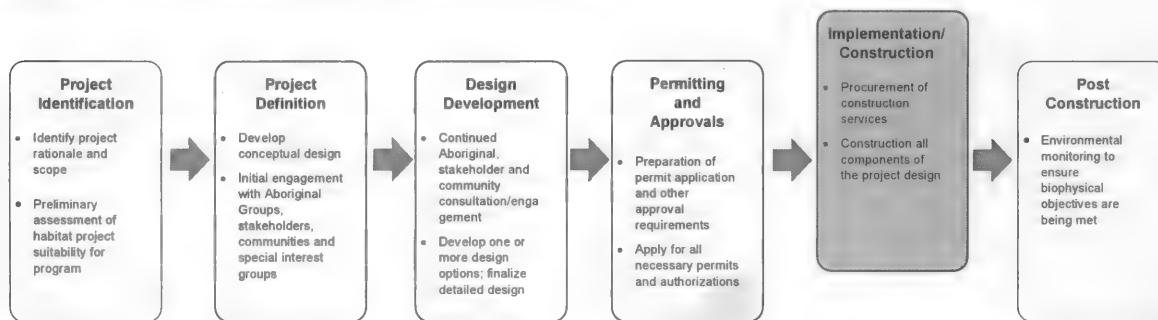 Project
Identification
• Identify project
rationale and
scope
• Preliminary
assessment of
habitat project
suitability for
program
Project
Definition
• Develop
conceptual design
• Initial engagement
with Aboriginal
Groups,
stakeholders,
communities and
special interest
groups
Design
Development
• Continued
Aboriginal,
stakeholder and
community
consultation/enga
gement
• Develop one or
more design
options; finalize
detailed design
Permitting
and
Approvals
• Preparation of
permit application
and other
approval
requirements
• Apply for all
necessary permits
and authorizations
Implementation/
Construction
• Procurement of
construction
services
• Construction all
components of
the project design
Post
Construction
• Environmental
monitoring to
ensure
biophysical
objectives are
being met